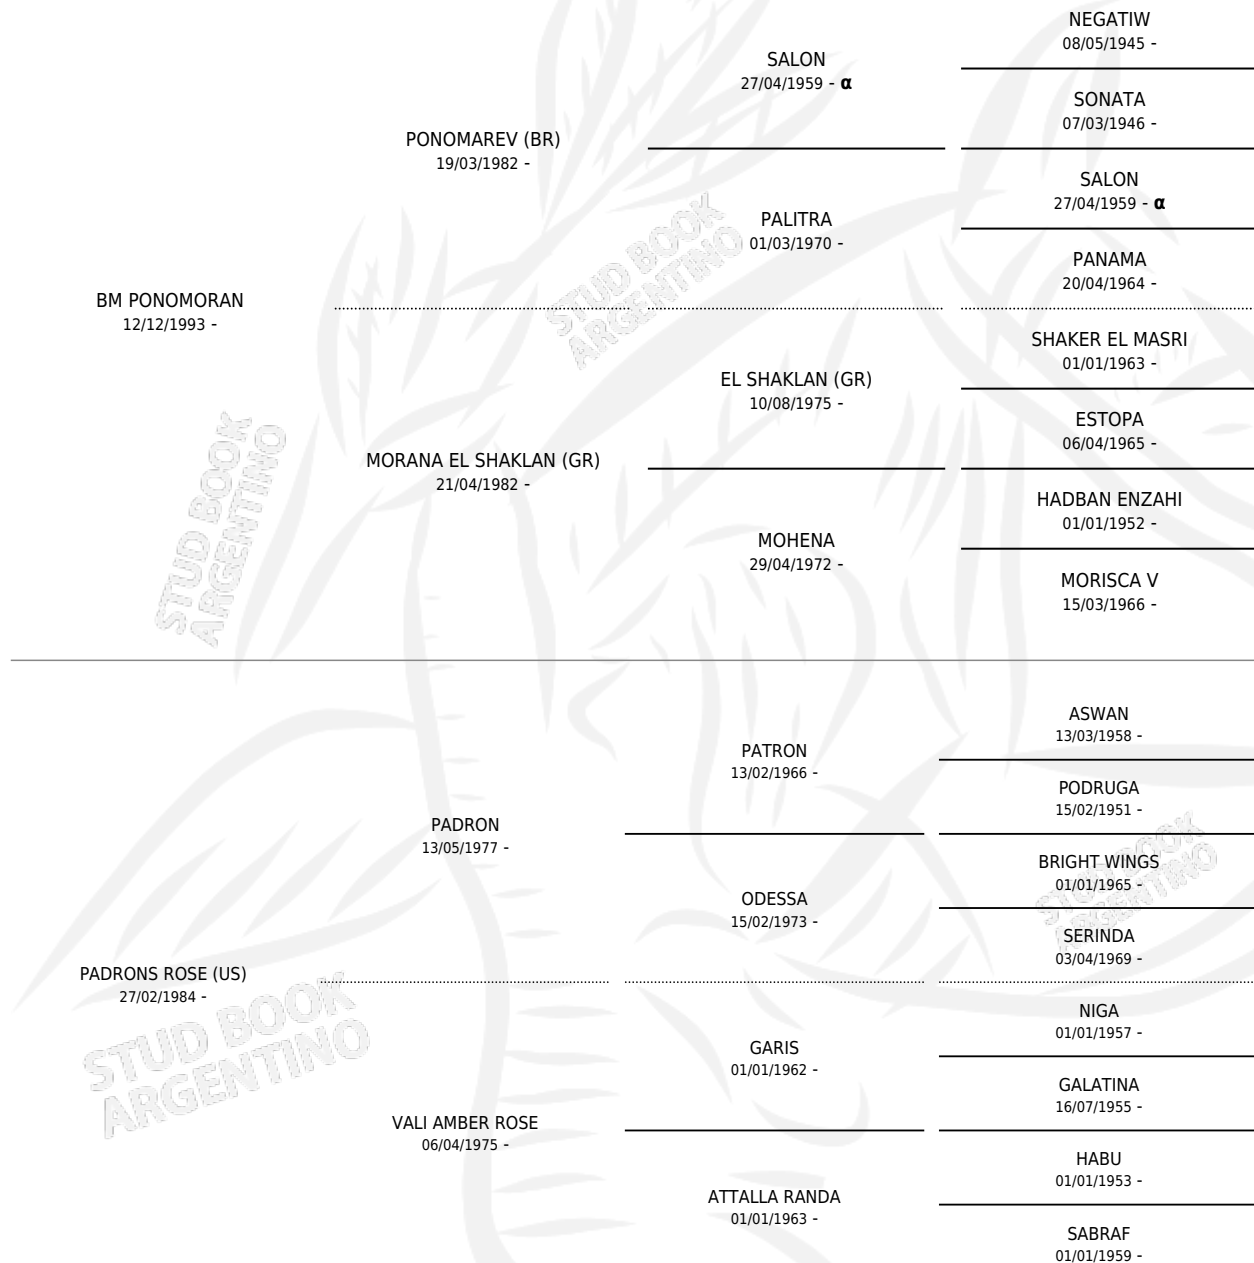 NEGATIW
08/05/1945 -
SALON
27/04/1959 - α
SONATA
07/03/1946 -
PONOMAREV (BR)
19/03/1982 -
SALON
27/04/1959 - α
PALITRA
01/03/1970 -
PANAMA
20/04/1964 -
BM PONOMORAN
12/12/1993 -
SHAKER EL MASRI
01/01/1963 -
EL SHAKLAN (GR)
10/08/1975 -
ESTOPA
06/04/1965 -
MORANA EL SHAKLAN (GR)
21/04/1982 -
HADBAN ENZAHI
01/01/1952 -
MOHENA
29/04/1972 -
MORISCA V
15/03/1966 -
ASWAN
13/03/1958 -
PATRON
13/02/1966 -
PODRUGA
15/02/1951 -
PADRON
13/05/1977 -
BRIGHT WINGS
01/01/1965 -
ODESSA
15/02/1973 -
SERINDA
03/04/1969 -
PADRONS ROSE (US)
27/02/1984 -
NIGA
01/01/1957 -
GARIS
01/01/1962 -
GALATINA
16/07/1955 -
VALI AMBER ROSE
06/04/1975 -
HABU
01/01/1953 -
ATTALLA RANDA
01/01/1963 -
SABRAF
01/01/1959 -
STUD BOOK
ARGENTINO
STUD BOOK
ARGENTINO
STUD BOOK
ARGENTINO
STUD BOOK
ARGENTINO